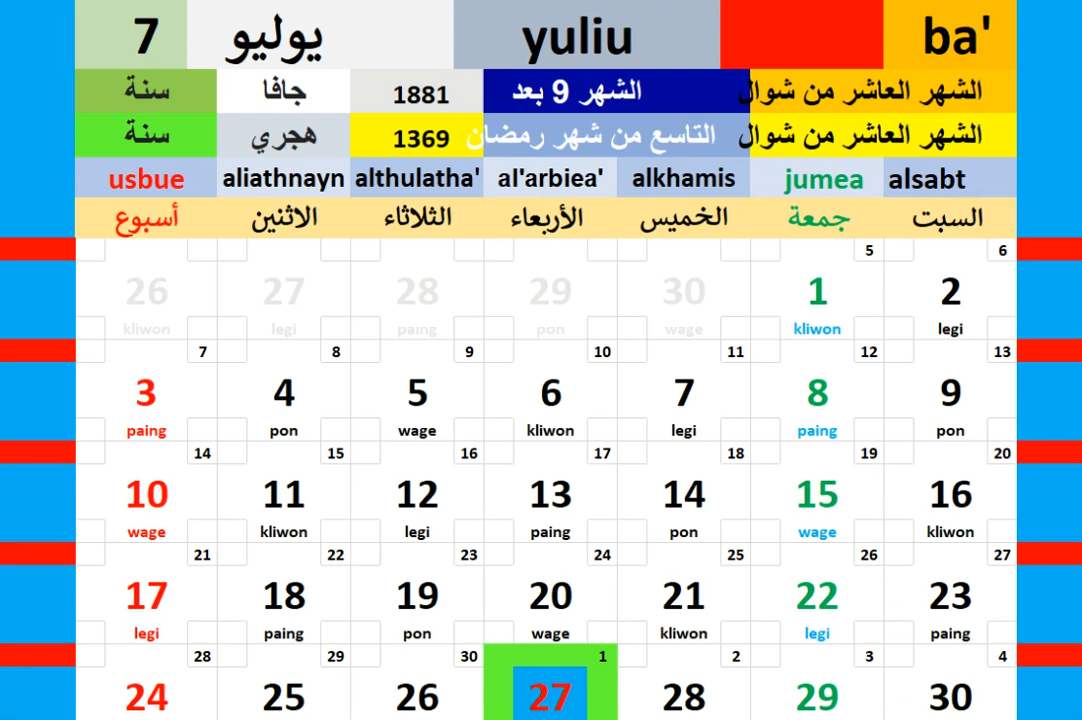 7 يوليو yuliu ba'
سنة جافا 1881 الشهر 9 بعد الشهر العاشر من شوال
سنة هجري 1369 التاسع من شهر رمضان الشهر العاشر من شوال
usbue aliathnayn althulatha' al'arbiea' alkhamis jumea alsabt
أسبوع الاثنين الثلاثاء الأربعاء الخميس جمعة السبت
5 6
26 27 28 29 30 1 2
kliwon legi paing pon wage kliwon legi
7 8 9 10 11 12 13
3 4 5 6 7 8 9
paing pon wage kliwon legi paing pon
14 15 16 17 18 19 20
10 11 12 13 14 15 16
wage kliwon legi paing pon wage kliwon
21 22 23 24 25 26 27
17 18 19 20 21 22 23
legi paing pon wage kliwon legi paing
28 29 30 1 2 3 4
24 25 26 27 28 29 30